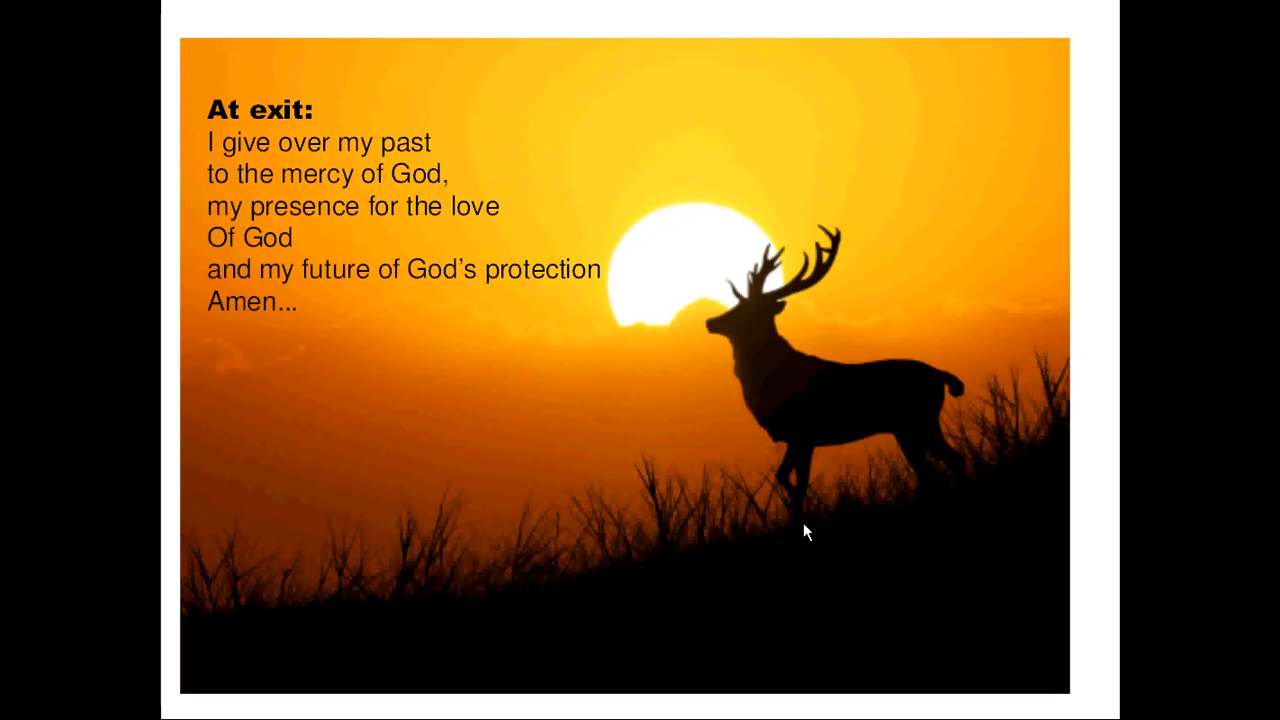 At exit:
I give over my past
to the mercy of God,
my presence for the love
Of God
and my future of God’s protection
Amen...